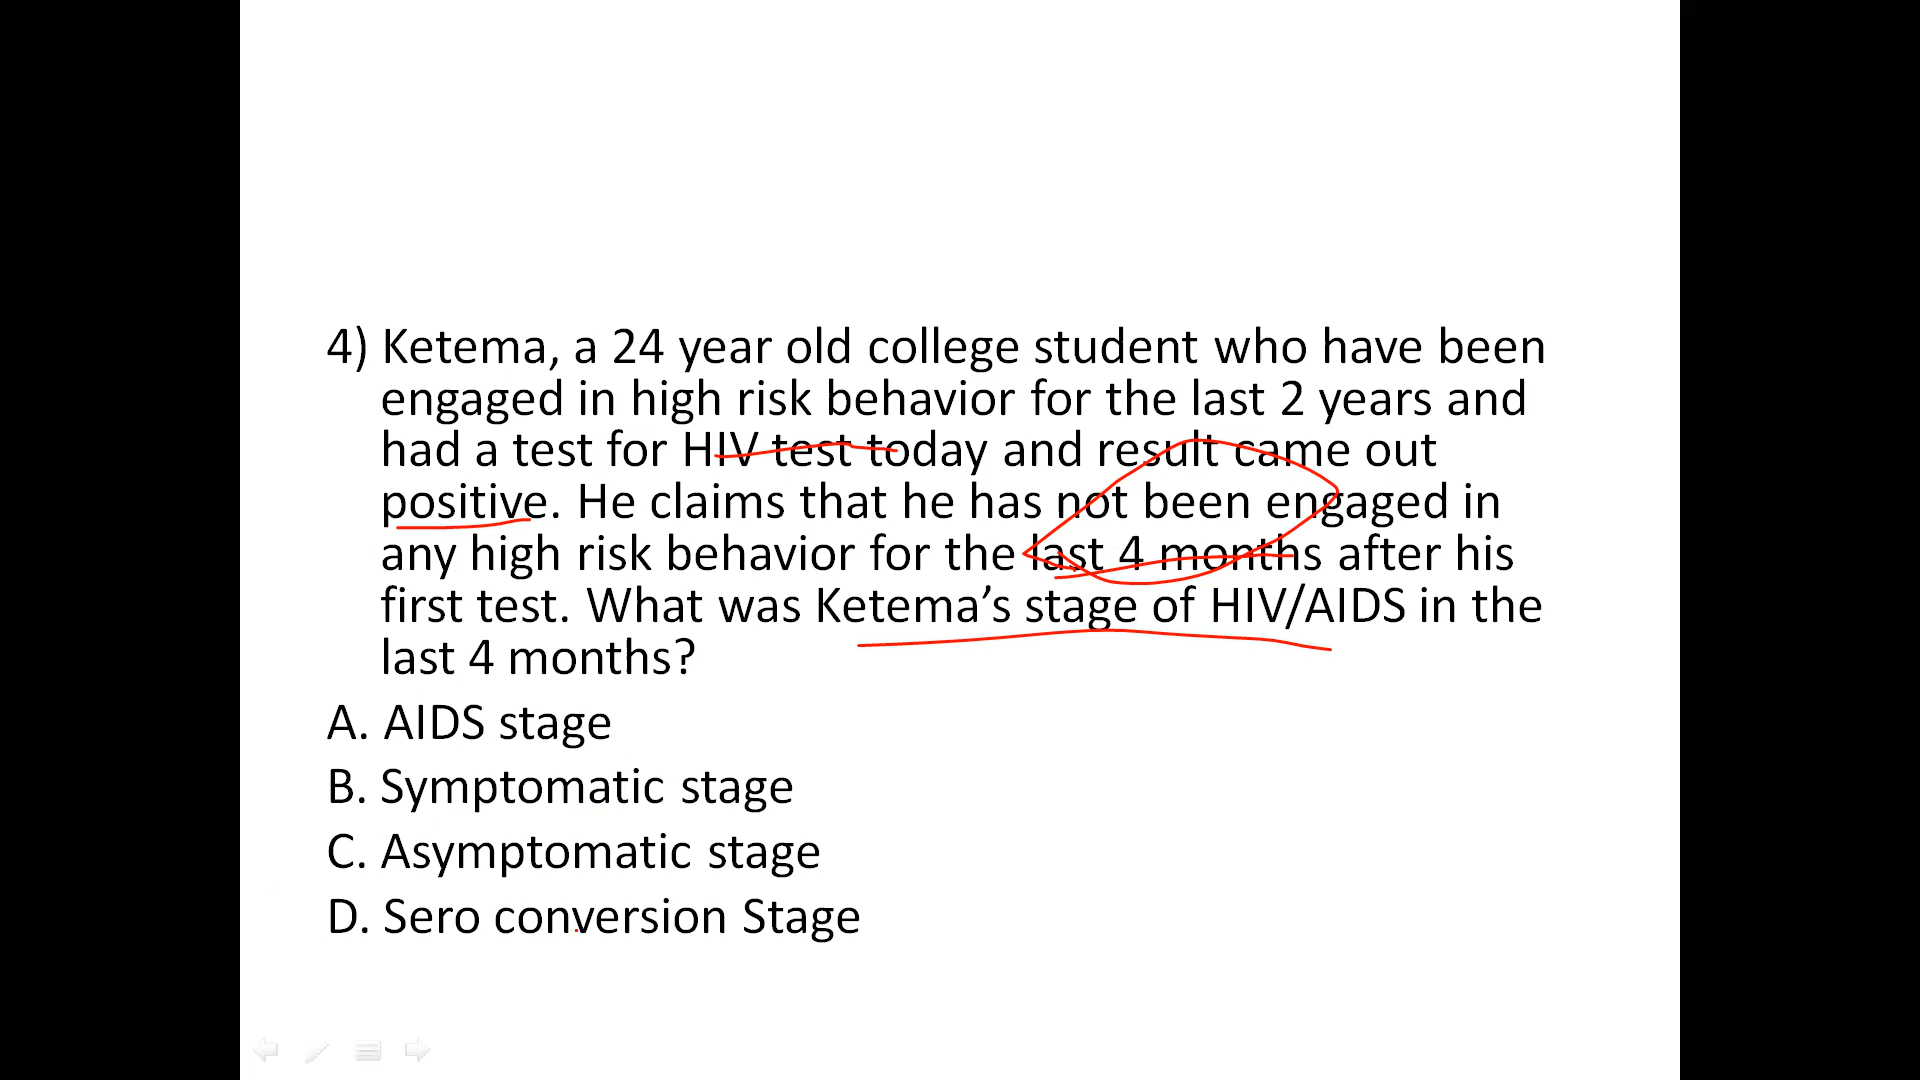 4) Ketema, a 24 year old college student who have been
engaged in high risk behavior for the last 2 years and
had a test for HIV test today and result came out
positive. He claims that he has not been engaged in
any high risk behavior for the last 4 months after his
first test. What was Ketema’s stage of HIV/AIDS in the
last 4 months?
A. AIDS stage
B. Symptomatic stage
C. Asymptomatic stage
D. Sero conversion Stage